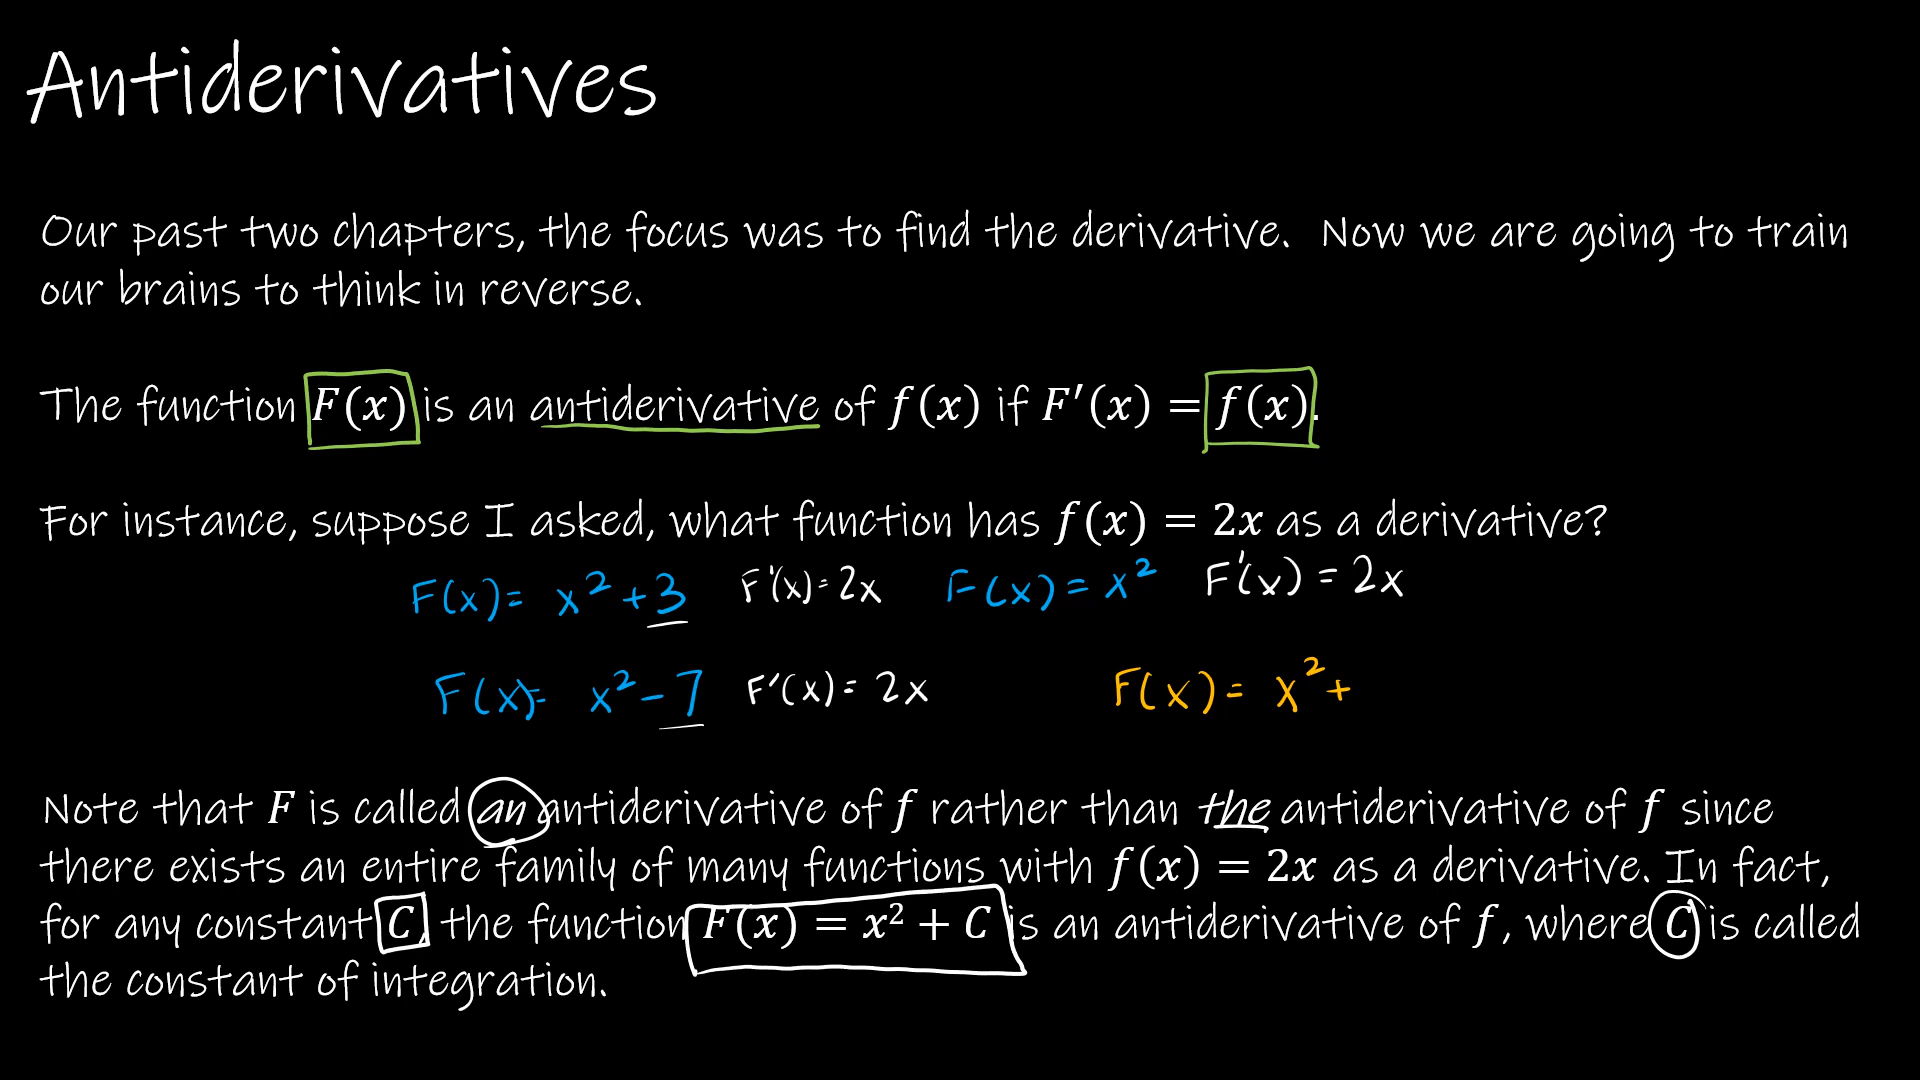 Antiderivatives
Our past two chapters, the focus was to find the derivative. Now we are going to train
our brains to think in reverse.
The function F(x) is an antiderivative of f(x) if F′(x) = f(x).
For instance, suppose I asked, what function has f(x) = 2x as a derivative?
F(x) = x² + 3 F'(x) = 2x F(x) = x² F'(x) = 2x
F(x) = x² - 7 F'(x) = 2x F(x) = x² +
Note that F is called an antiderivative of f rather than the antiderivative of f since
there exists an entire family of many functions with f(x) = 2x as a derivative. In fact,
for any constant C, the function F(x) = x² + C is an antiderivative of f, where C is called
the constant of integration.